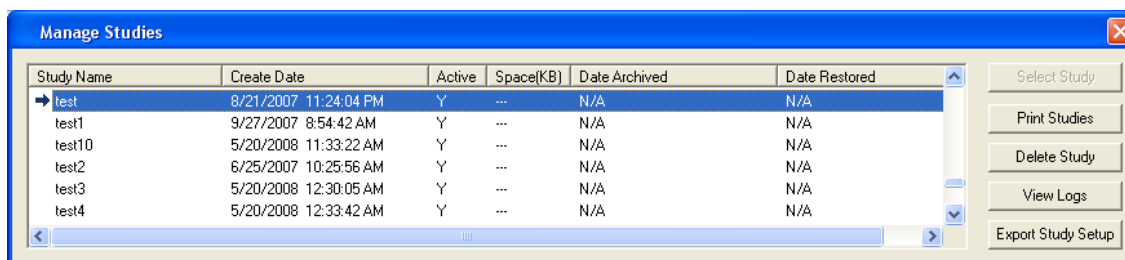 Manage Studies
Study Name Create Date Active Space(KB) Date Archived Date Restored
test 8/21/2007 11:24:04 PM Y --- N/A N/A
test1 9/27/2007 8:54:42 AM Y --- N/A N/A
test10 5/20/2008 11:33:22 AM Y --- N/A N/A
test2 6/25/2007 10:25:56 AM Y --- N/A N/A
test3 5/20/2008 12:30:05 AM Y --- N/A N/A
test4 5/20/2008 12:33:42 AM Y --- N/A N/A
Select Study
Print Studies
Delete Study
View Logs
Export Study Setup